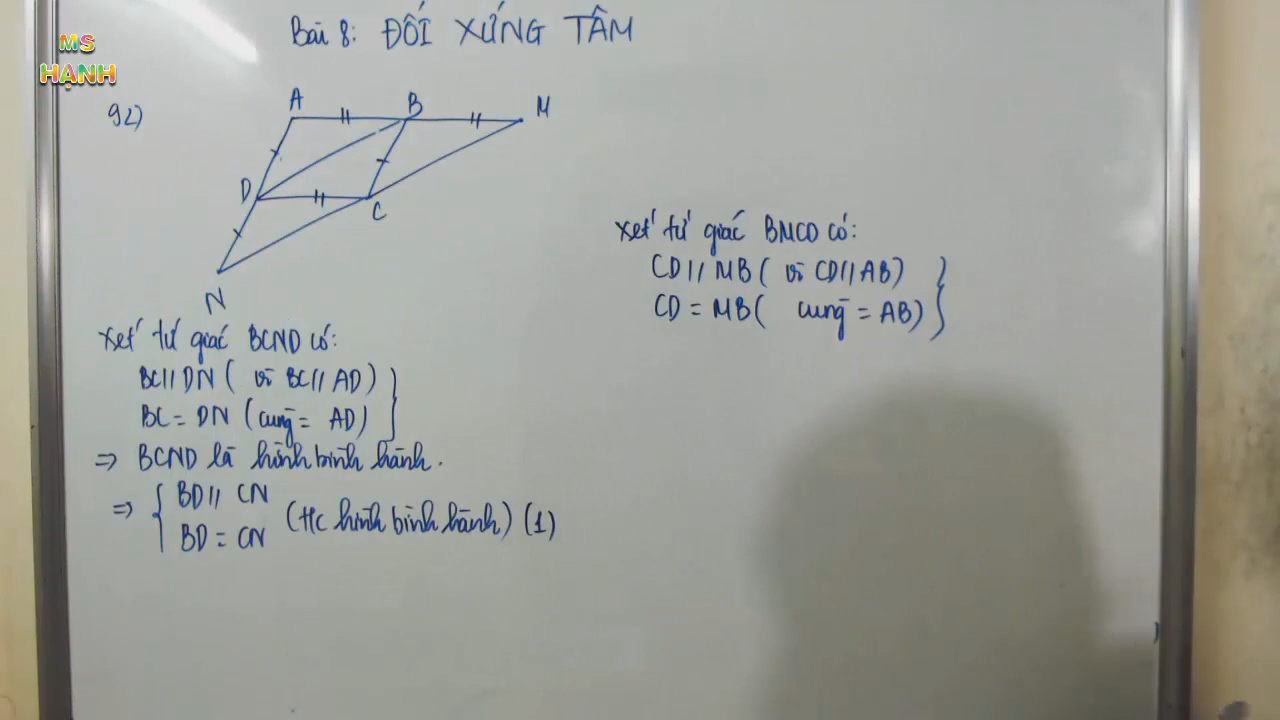 MS
HẠNH
Bài 8: ĐỐI XỨNG TÂM
92)
A
B
M
D
C
N
Xét tứ giác BCND có:
BC // DN ( vì BC // AD )
BC = DN ( cùng = AD )
=> BCND là hình bình hành.
=> BD // CN
BD = CN
(t/c hình bình hành) (1)
Xét tứ giác BMCD có:
CD // MB ( vì CD // AB )
CD = MB ( cùng = AB )